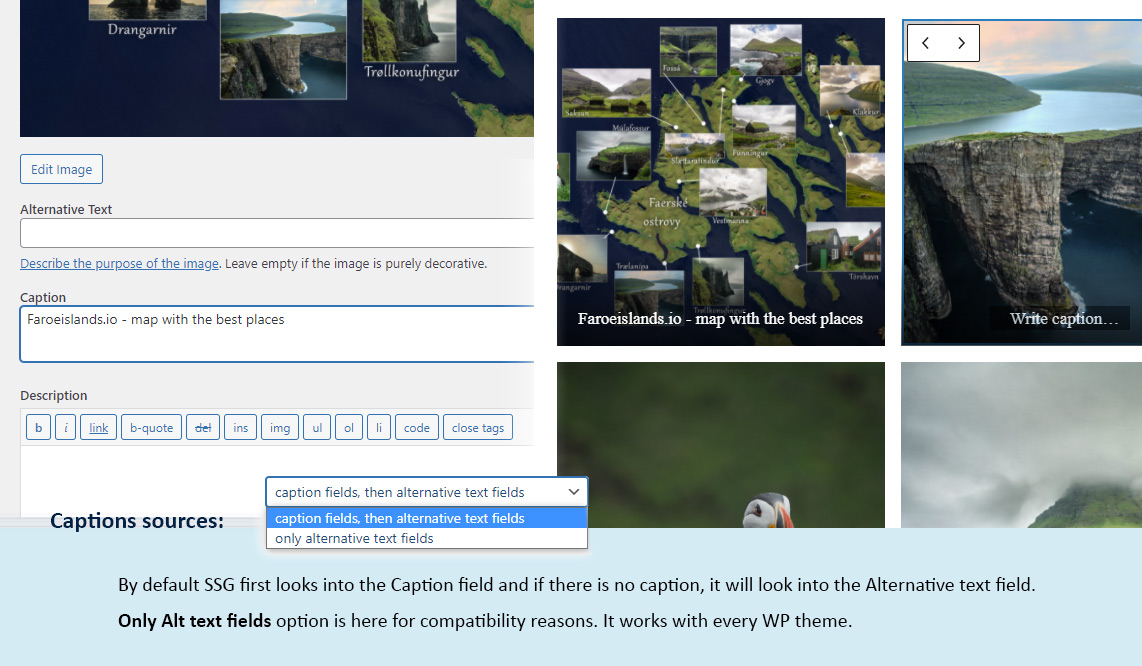 Drangarnir
Trøllkonufingur
Edit Image
Alternative Text
Describe the purpose of the image. Leave empty if the image is purely decorative.
Caption
Faroeislands.io - map with the best places
Description
b i link b-quote del ins img ul ol li code close tags
Fossá
Gjógv
Saksun
Klakkur
Múlafossur
Slættaratindur
Funningur
Faerské
ostrovy
Vestmanna
Trælanípa
Tórshavn
Drangarnir
Trøllkonufingur
Faroeislands.io - map with the best places
Write caption…
caption fields, then alternative text fields
Captions sources:
caption fields, then alternative text fields
only alternative text fields
By default SSG first looks into the Caption field and if there is no caption, it will look into the Alternative text field.
Only Alt text fields option is here for compatibility reasons. It works with every WP theme.